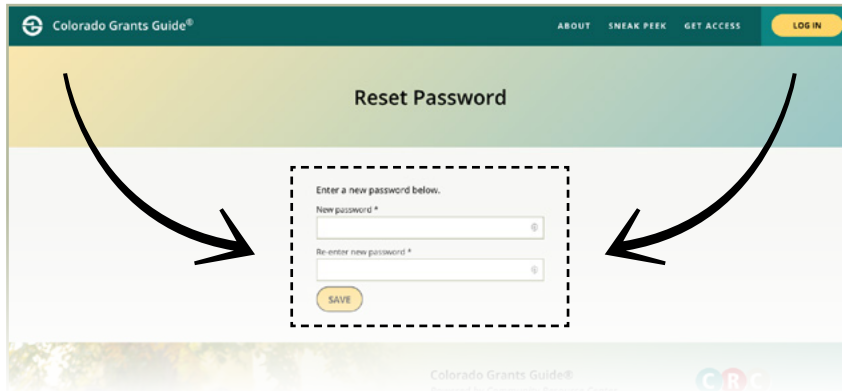 Colorado Grants Guide® ABOUT SNEAK PEEK GET ACCESS LOG IN
Reset Password
Enter a new password below.
New password *
Re-enter new password *
SAVE
Colorado Grants Guide®
CRC